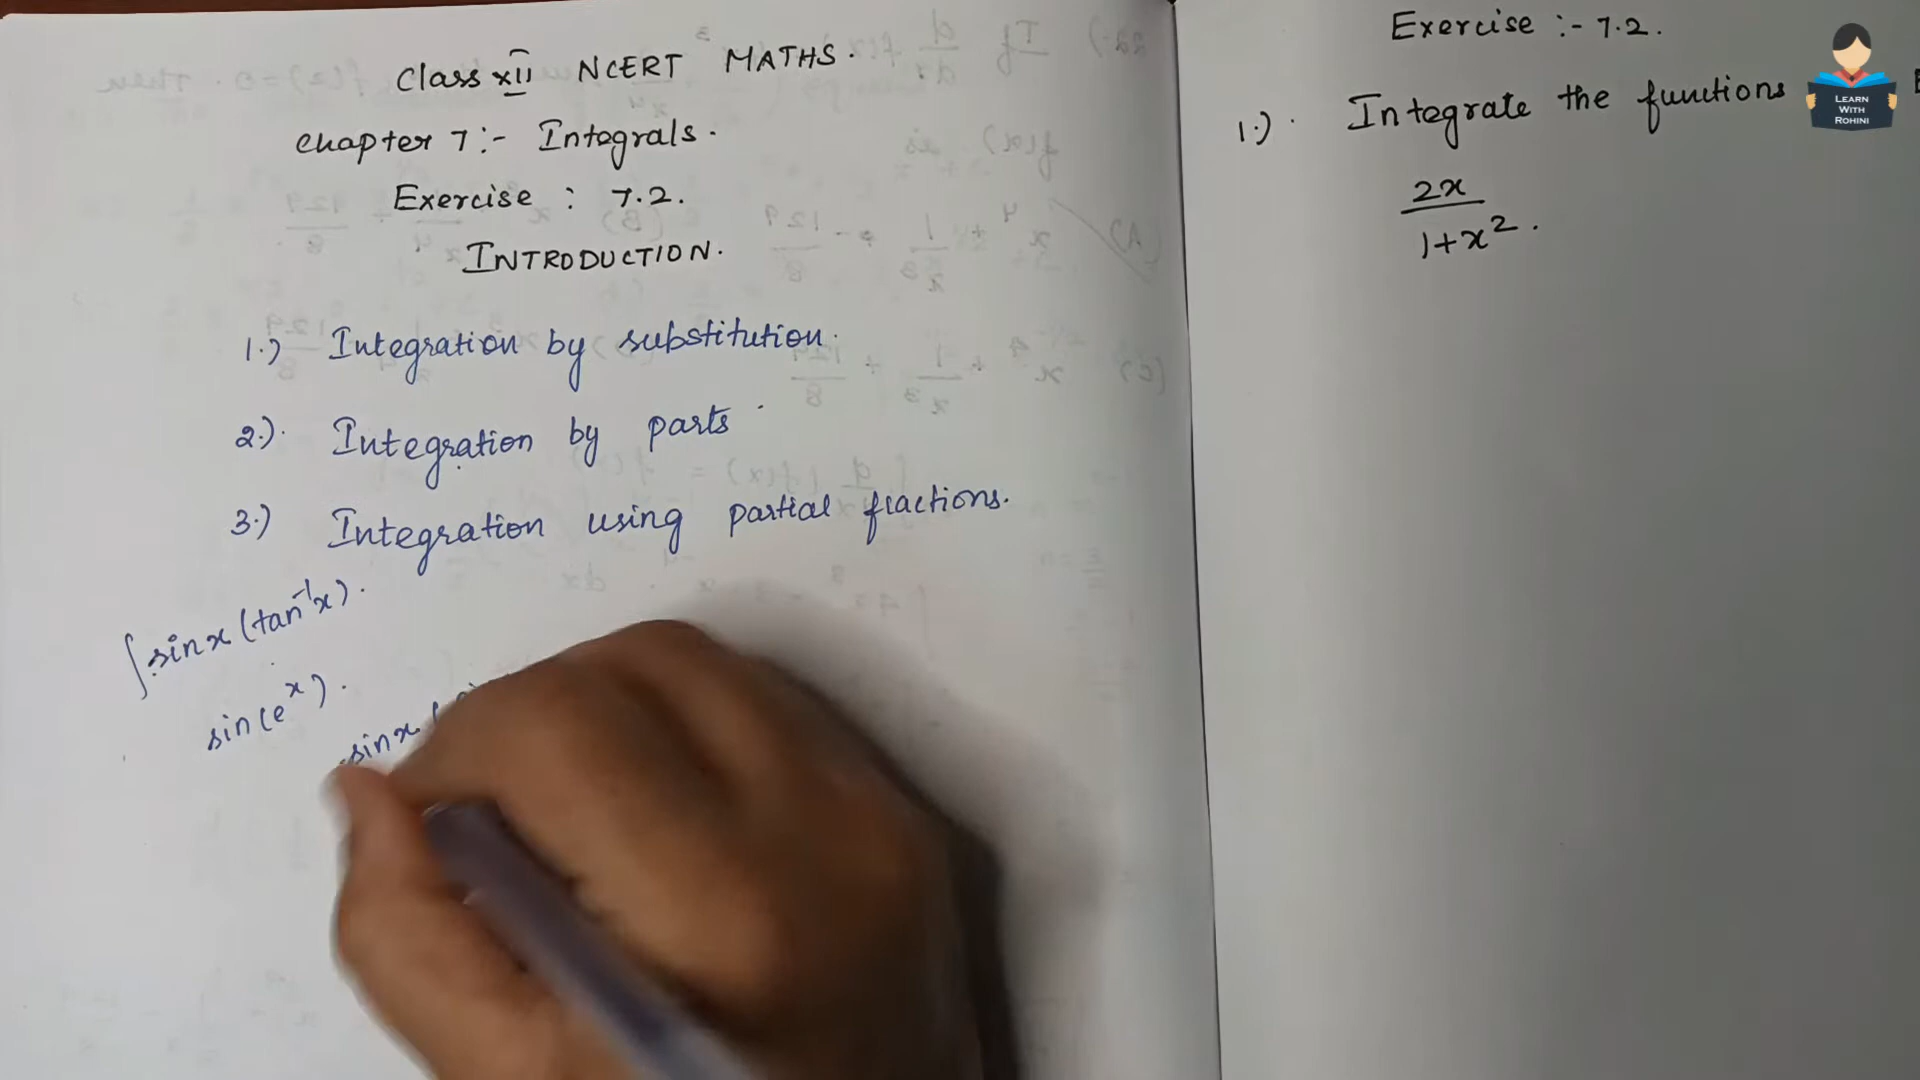 Class XII NCERT MATHS.
Chapter 7:- Integrals.
Exercise : 7.2.
INTRODUCTION.
1.) Integration by substitution.
2.) Integration by parts
3.) Integration using partial fractions.
∫sinx(tan⁻¹x).
sin(eˣ).
sinx(
Exercise :- 7.2.
1.) Integrate the functions
2x
1+x².
LEARN
WITH
ROHINI